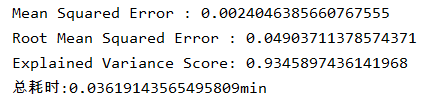 Mean Squared Error : 0.0024046385660767555
Root Mean Squared Error : 0.04903711378574371
Explained Variance Score: 0.9345897436141968
总耗时:0.03619143565495809min